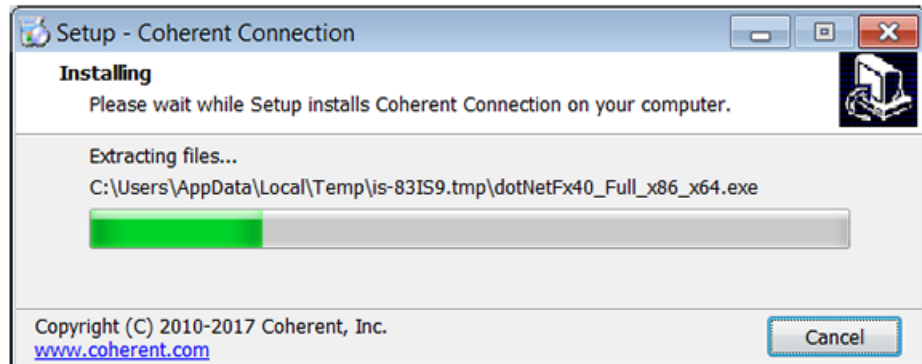 Setup - Coherent Connection
Installing
Please wait while Setup installs Coherent Connection on your computer.
Extracting files...
C:\Users\AppData\Local\Temp\is-83IS9.tmp\dotNetFx40_Full_x86_x64.exe
Copyright (C) 2010-2017 Coherent, Inc.
www.coherent.com
Cancel